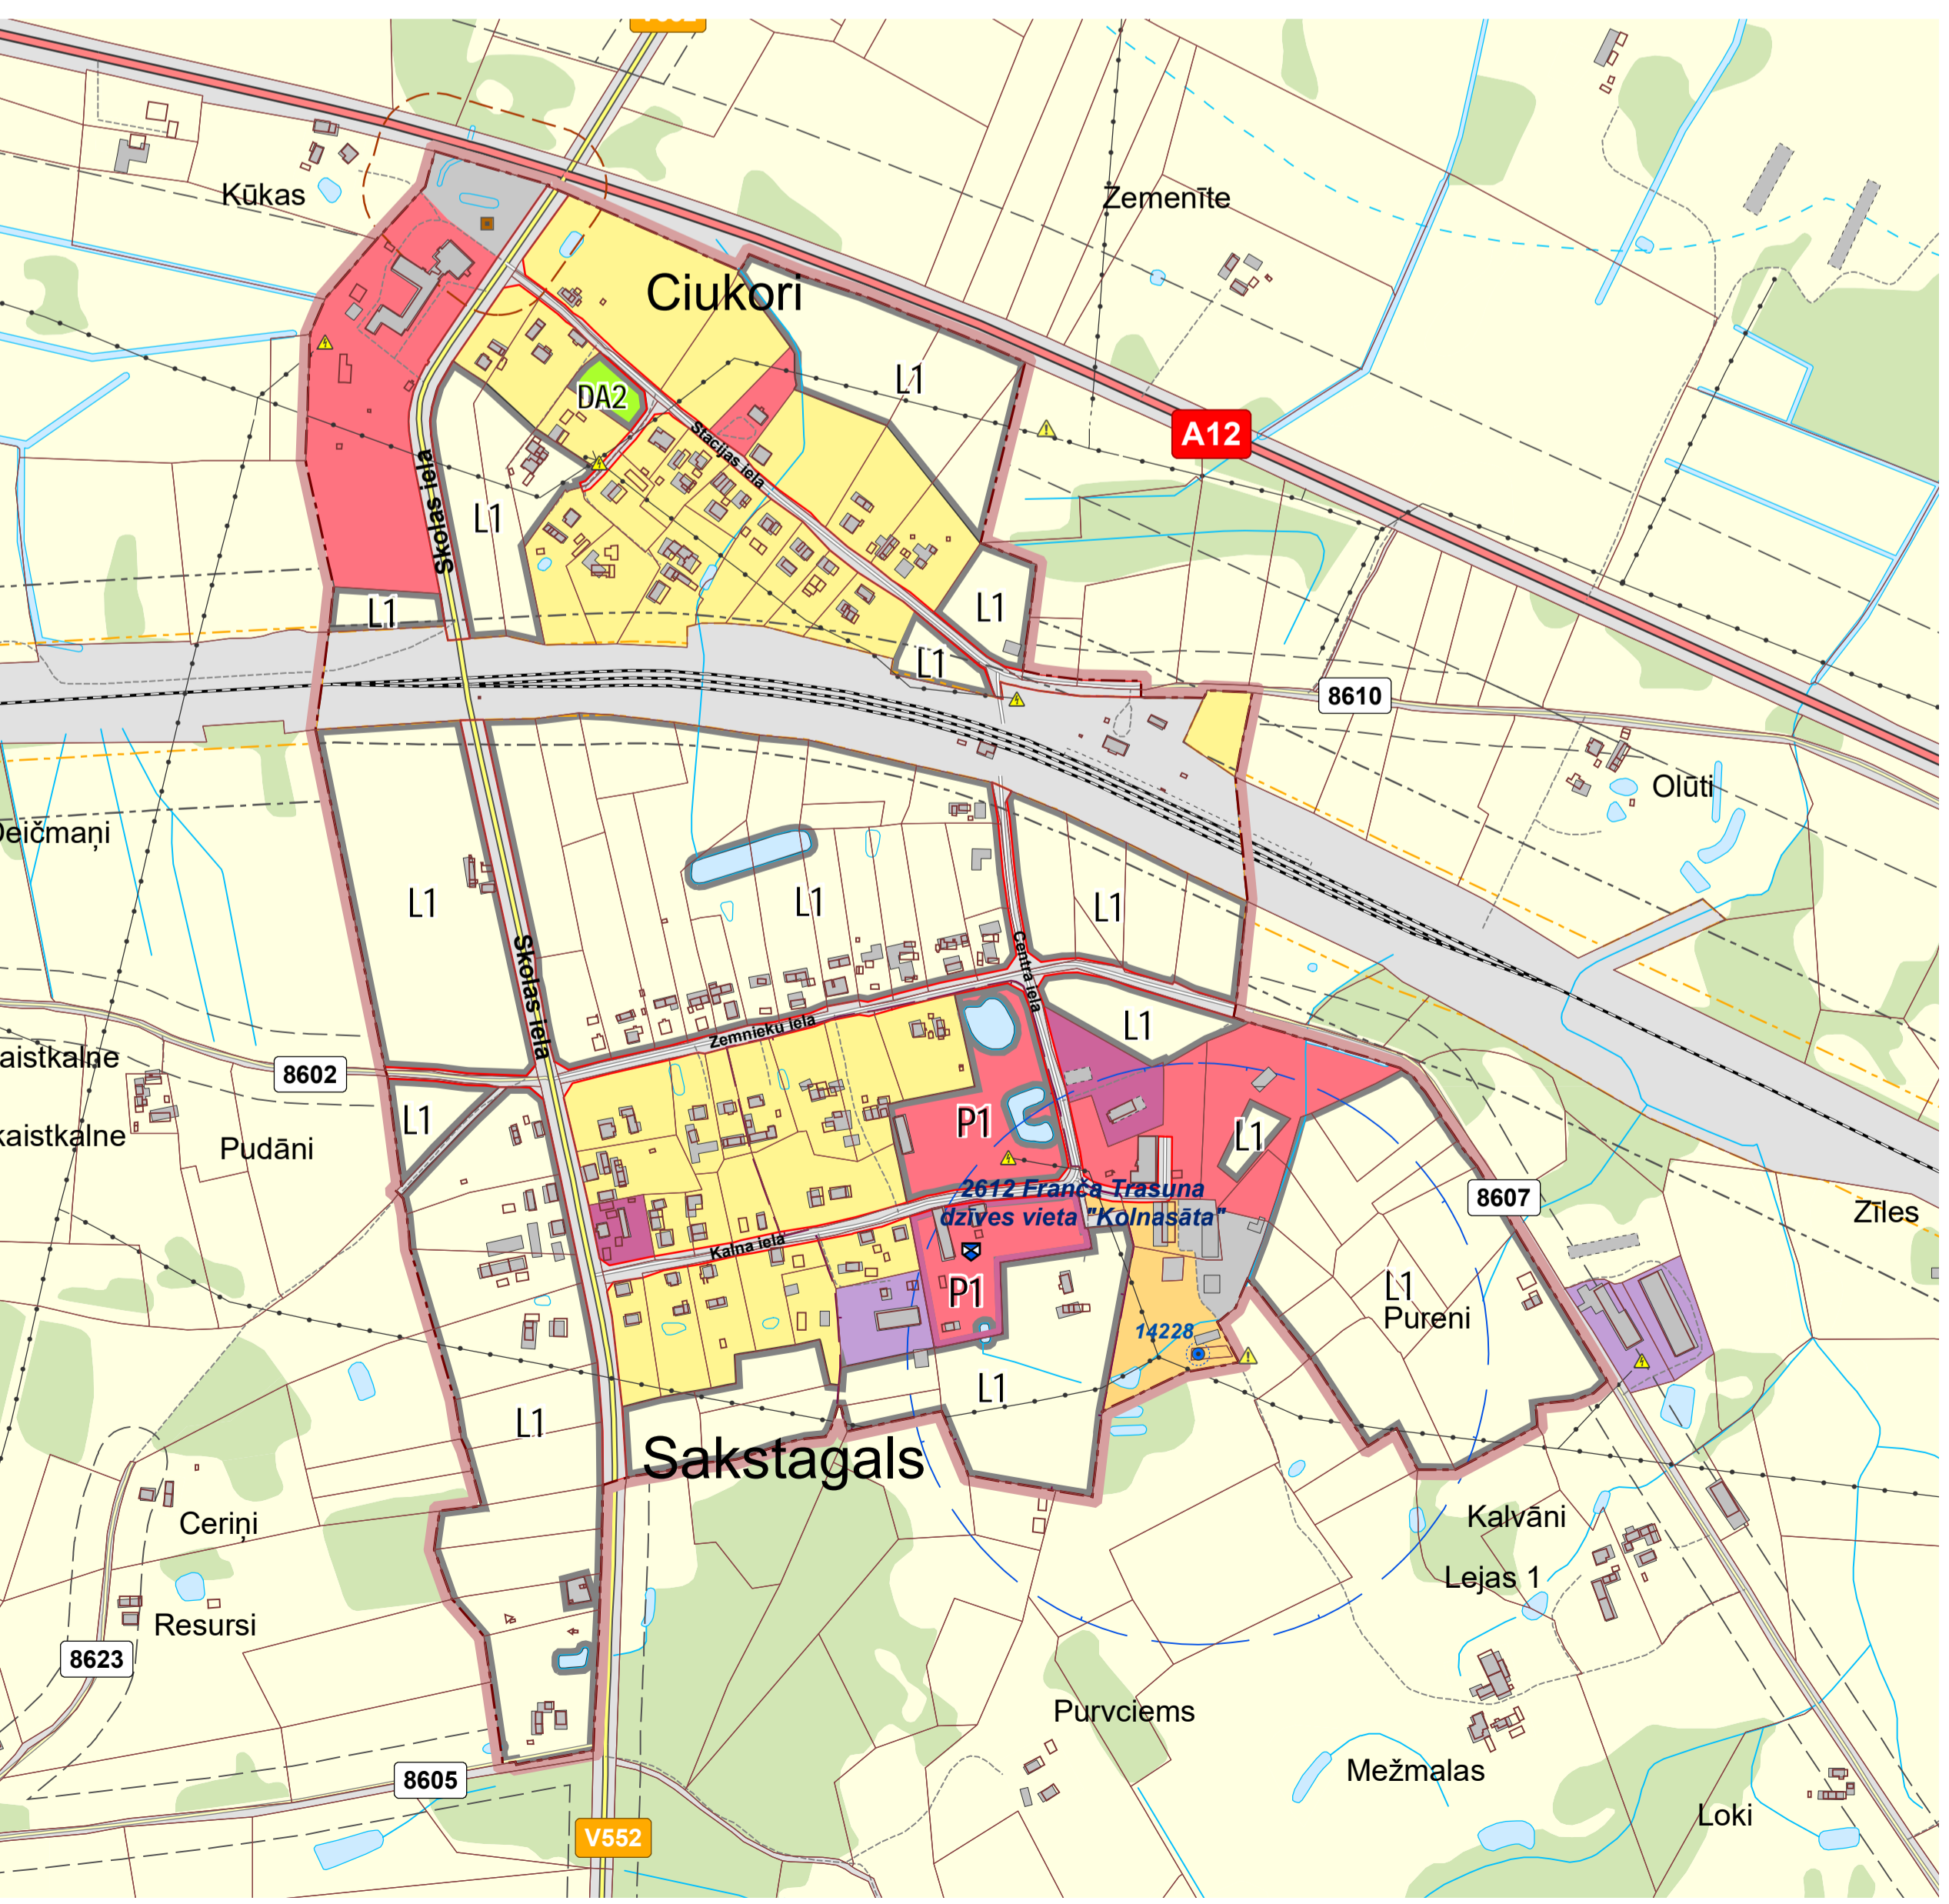 V552
Kūkas
Zemenīte
Ciukori
L1
DA2
A12
Stacijas iela
Skolas iela
L1
L1
L1
L1
8610
Olūti
Deičmaņi
L1
L1
L1
Skolas iela
Centra iela
Zemnieku iela
L1
aistkalne
8602
L1
P1
L1
kaistkalne
Pudāni
2612 Franča Trasuna
dzīves vieta "Kolnasāta"
8607
Zīles
Kalna iela
P1
L1
Pureni
14228
L1
L1
Sakstagals
Ceriņi
Kalvāni
Lejas 1
Resursi
8623
Purvciems
Mežmalas
8605
Loki
V552